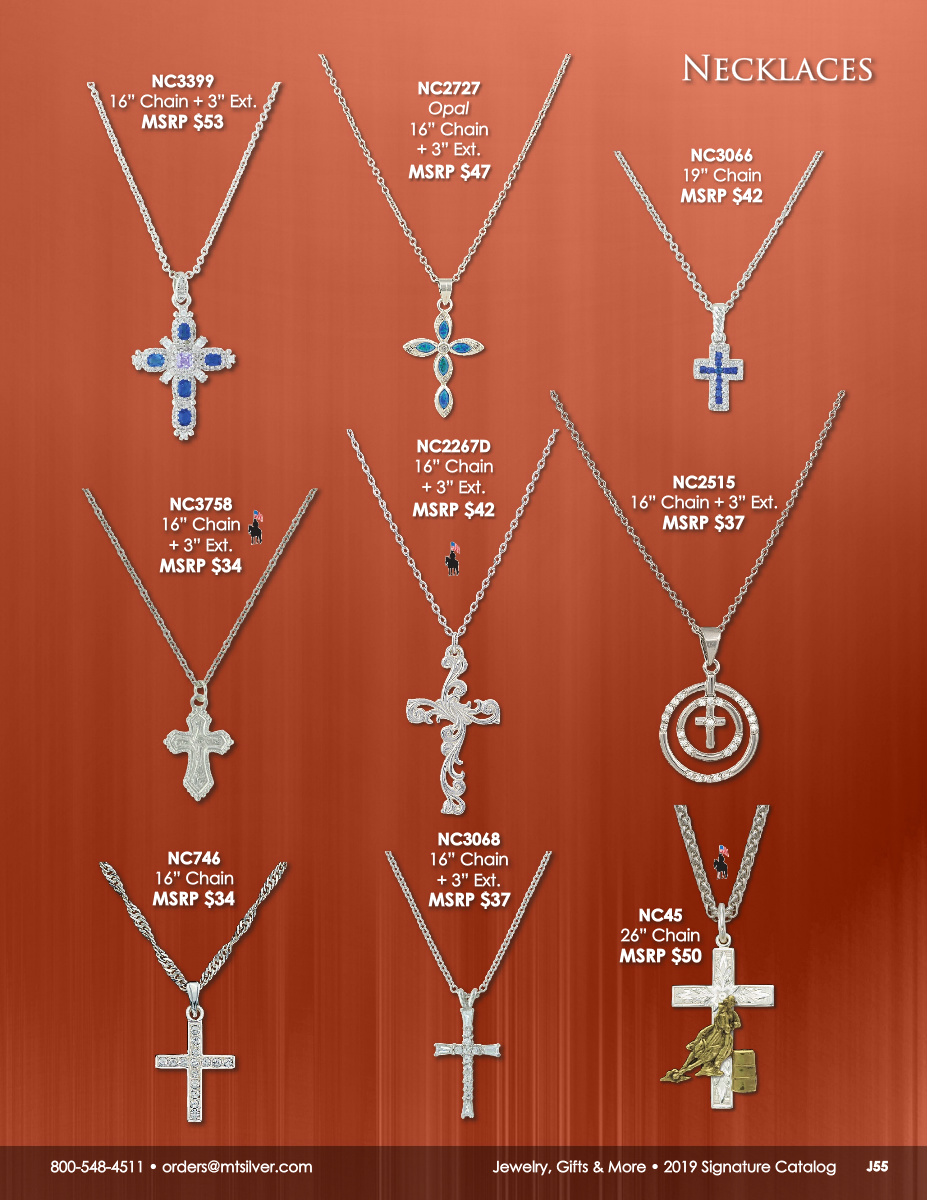 NECKLACES
NC3399
16” Chain + 3” Ext.
MSRP $53
NC2727
Opal
16” Chain
+ 3” Ext.
MSRP $47
NC3066
19” Chain
MSRP $42
NC3758
16” Chain
+ 3” Ext.
MSRP $34
NC2267D
16” Chain
+ 3” Ext.
MSRP $42
NC2515
16” Chain + 3” Ext.
MSRP $37
NC746
16” Chain
MSRP $34
NC3068
16” Chain
+ 3” Ext.
MSRP $37
NC45
26” Chain
MSRP $50
800-548-4511 • orders@mtsilver.com
Jewelry, Gifts & More • 2019 Signature Catalog J55